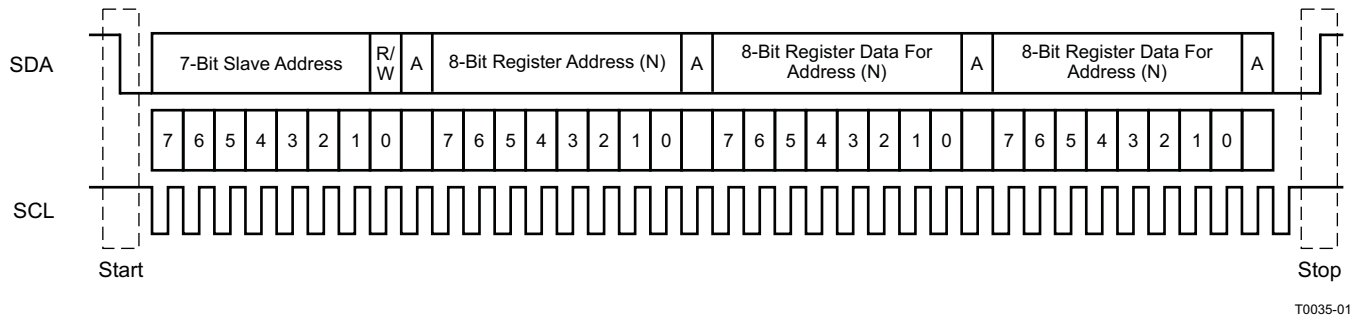 SDA
7-Bit Slave Address
R/
W
A
8-Bit Register Address (N)
A
8-Bit Register Data For
Address (N)
A
8-Bit Register Data For
Address (N)
A
7 6 5 4 3 2 1 0 7 6 5 4 3 2 1 0 7 6 5 4 3 2 1 0 7 6 5 4 3 2 1 0
SCL
Start
Stop
T0035-01